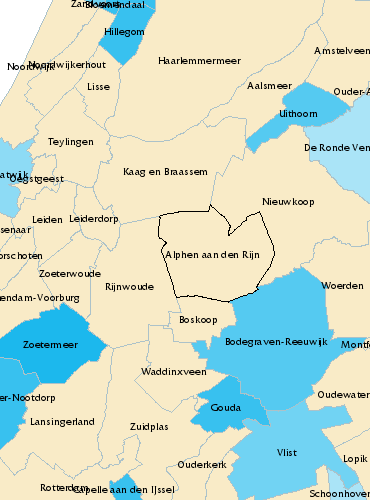 Zandvoort
Bloemendaal
Hillegom
Amstelveen
Noordwijkerhout
Noordwijk
Haarlemmermeer
Lisse
Aalsmeer
Ouder-A
Uithoorn
Teylingen
De Ronde Ven
Kaag en Braassem
atwijk
Oegstgeest
Nieuwkoop
Leiden
Leiderdorp
senaar
orschoten
Alphen aan den Rijn
Zoeterwoude
Rijnwoude
Woerden
endam-Voorburg
Boskoop
Zoetermeer
Bodegraven-Reeuwijk
Montfo
Waddinxveen
er-Nootdorp
Oudewater
Gouda
Lansingerland
Zuidplas
Vlist
Lopik
Ouderkerk
Rotterdam
Capelle aan den IJssel
Schoonhoven